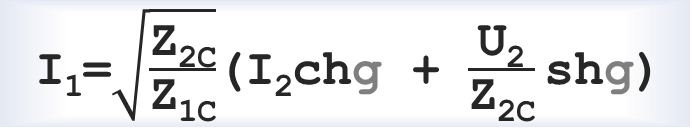 I₁=√(Z₂C/Z₁C) (I₂chg + U₂/Z₂C shg)